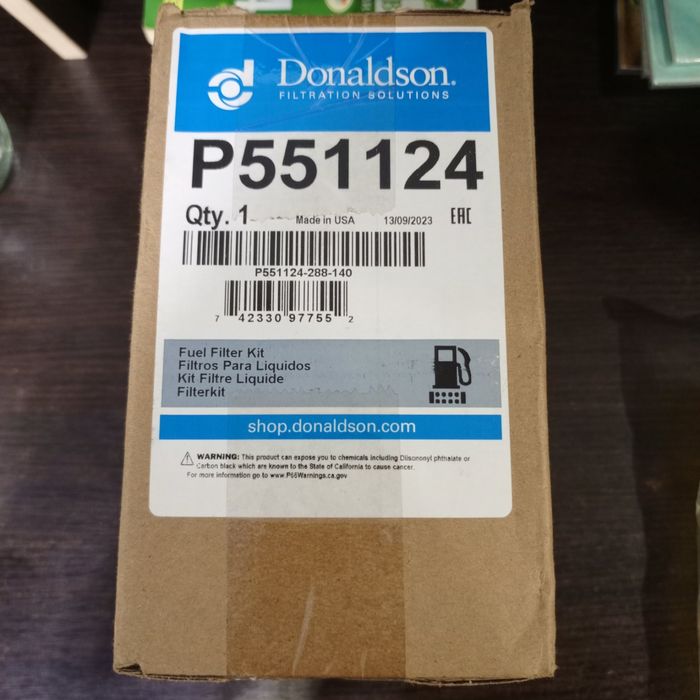 Donaldson.
FILTRATION SOLUTIONS
P551124
Qty. 1 Made in USA 13/09/2023 EAC
P551124-288-140
7 42330 97755 2
Fuel Filter Kit
Filtros Para Liquidos
Kit Filtre Liquide
Filterkit
shop.donaldson.com
WARNING: This product can expose you to chemicals including Diisononyl phthalate or
Carbon black which are known to the State of California to cause cancer.
For more information go to www.P65Warnings.ca.gov